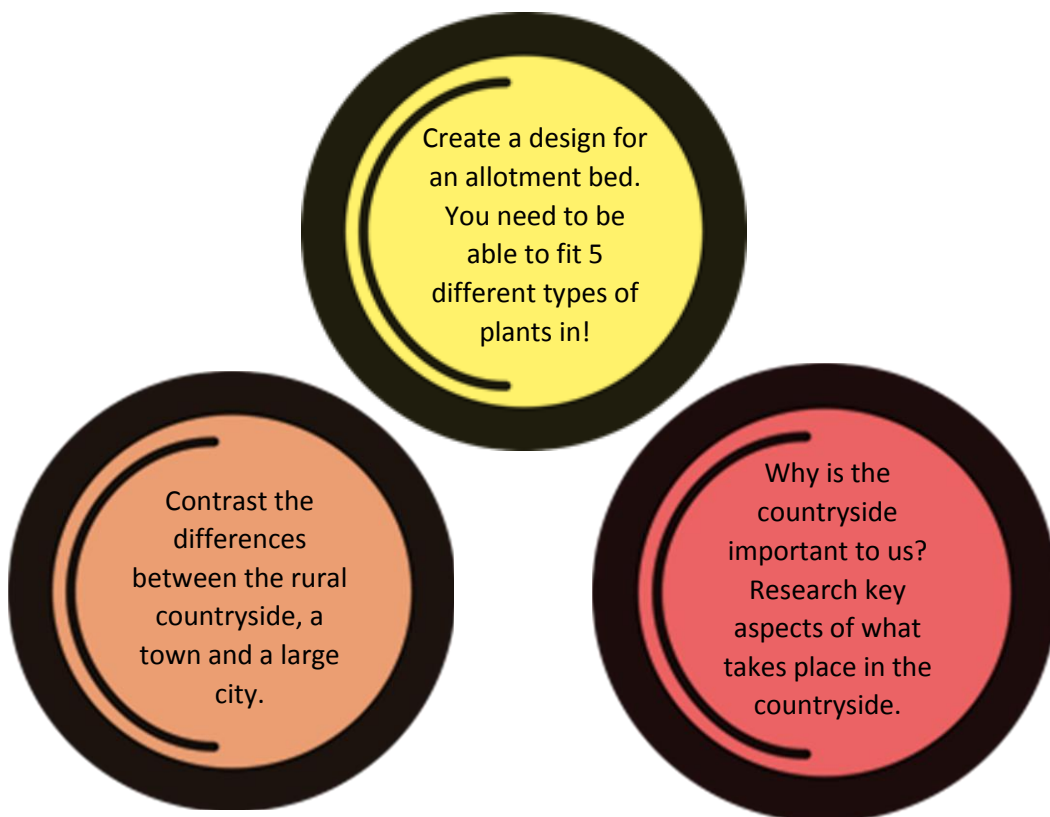 Create a design for
an allotment bed.
You need to be
able to fit 5
different types of
plants in!
Contrast the
differences
between the rural
countryside, a
town and a large
city.
Why is the
countryside
important to us?
Research key
aspects of what
takes place in the
countryside.